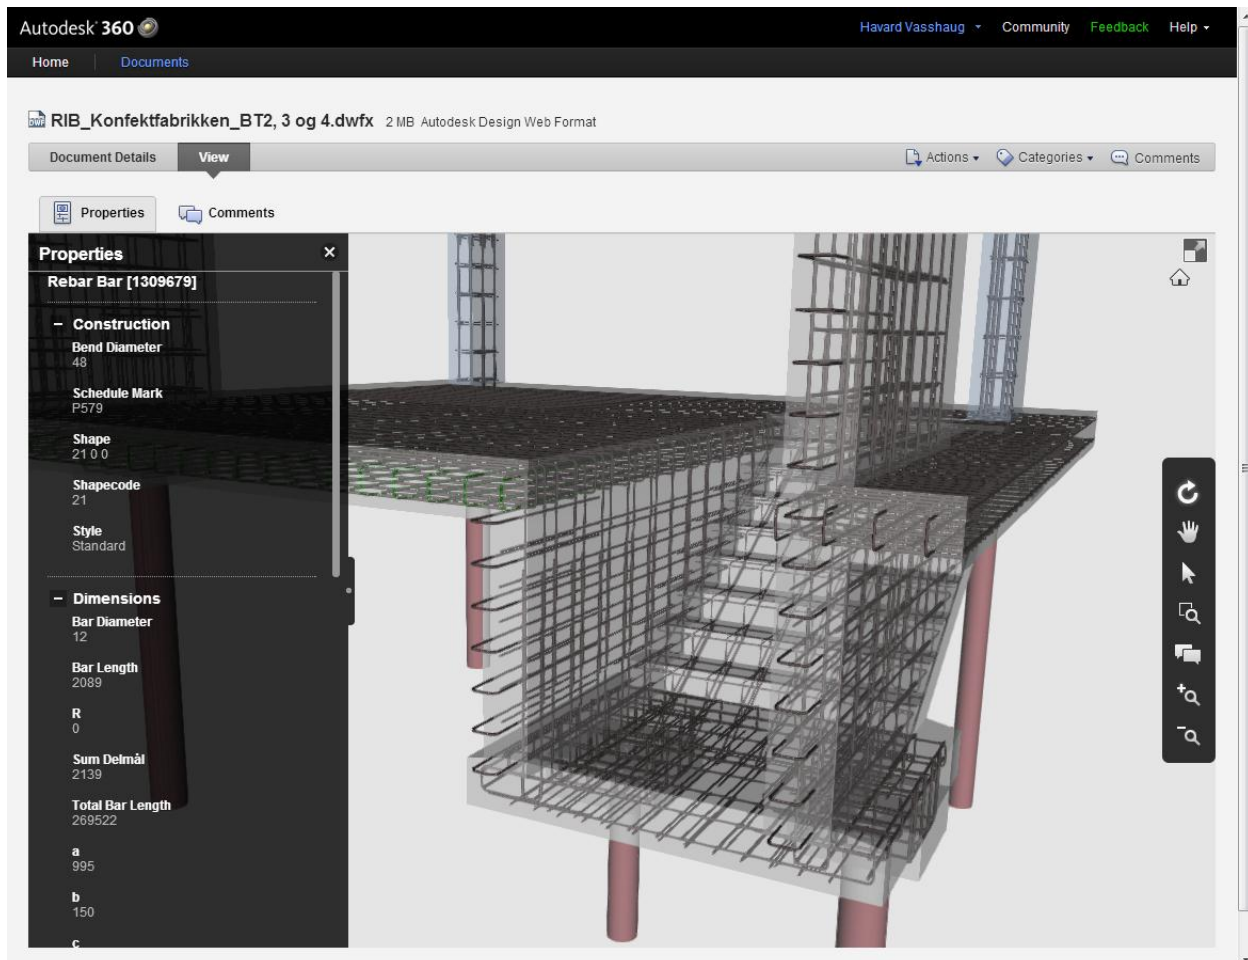 Autodesk® 360
Havard Vasshaug Community Feedback Help
Home Documents
RIB_Konfektfabrikken_BT2, 3 og 4.dwfx 2 MB Autodesk Design Web Format
Document Details View Actions Categories Comments
Properties Comments
Properties
Rebar Bar [1309679]
Construction
Bend Diameter
48
Schedule Mark
P579
Shape
21 0 0
Shapecode
21
Style
Standard
Dimensions
Bar Diameter
12
Bar Length
2089
R
0
Sum Delmål
2139
Total Bar Length
269522
a
995
b
150
c